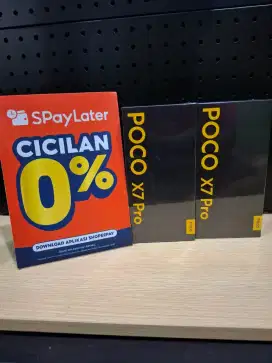 SPayLater
CICILAN
0%
DOWNLOAD APLIKASI SHOPEEPAY
POCO X7 Pro
POCO X7 Pro